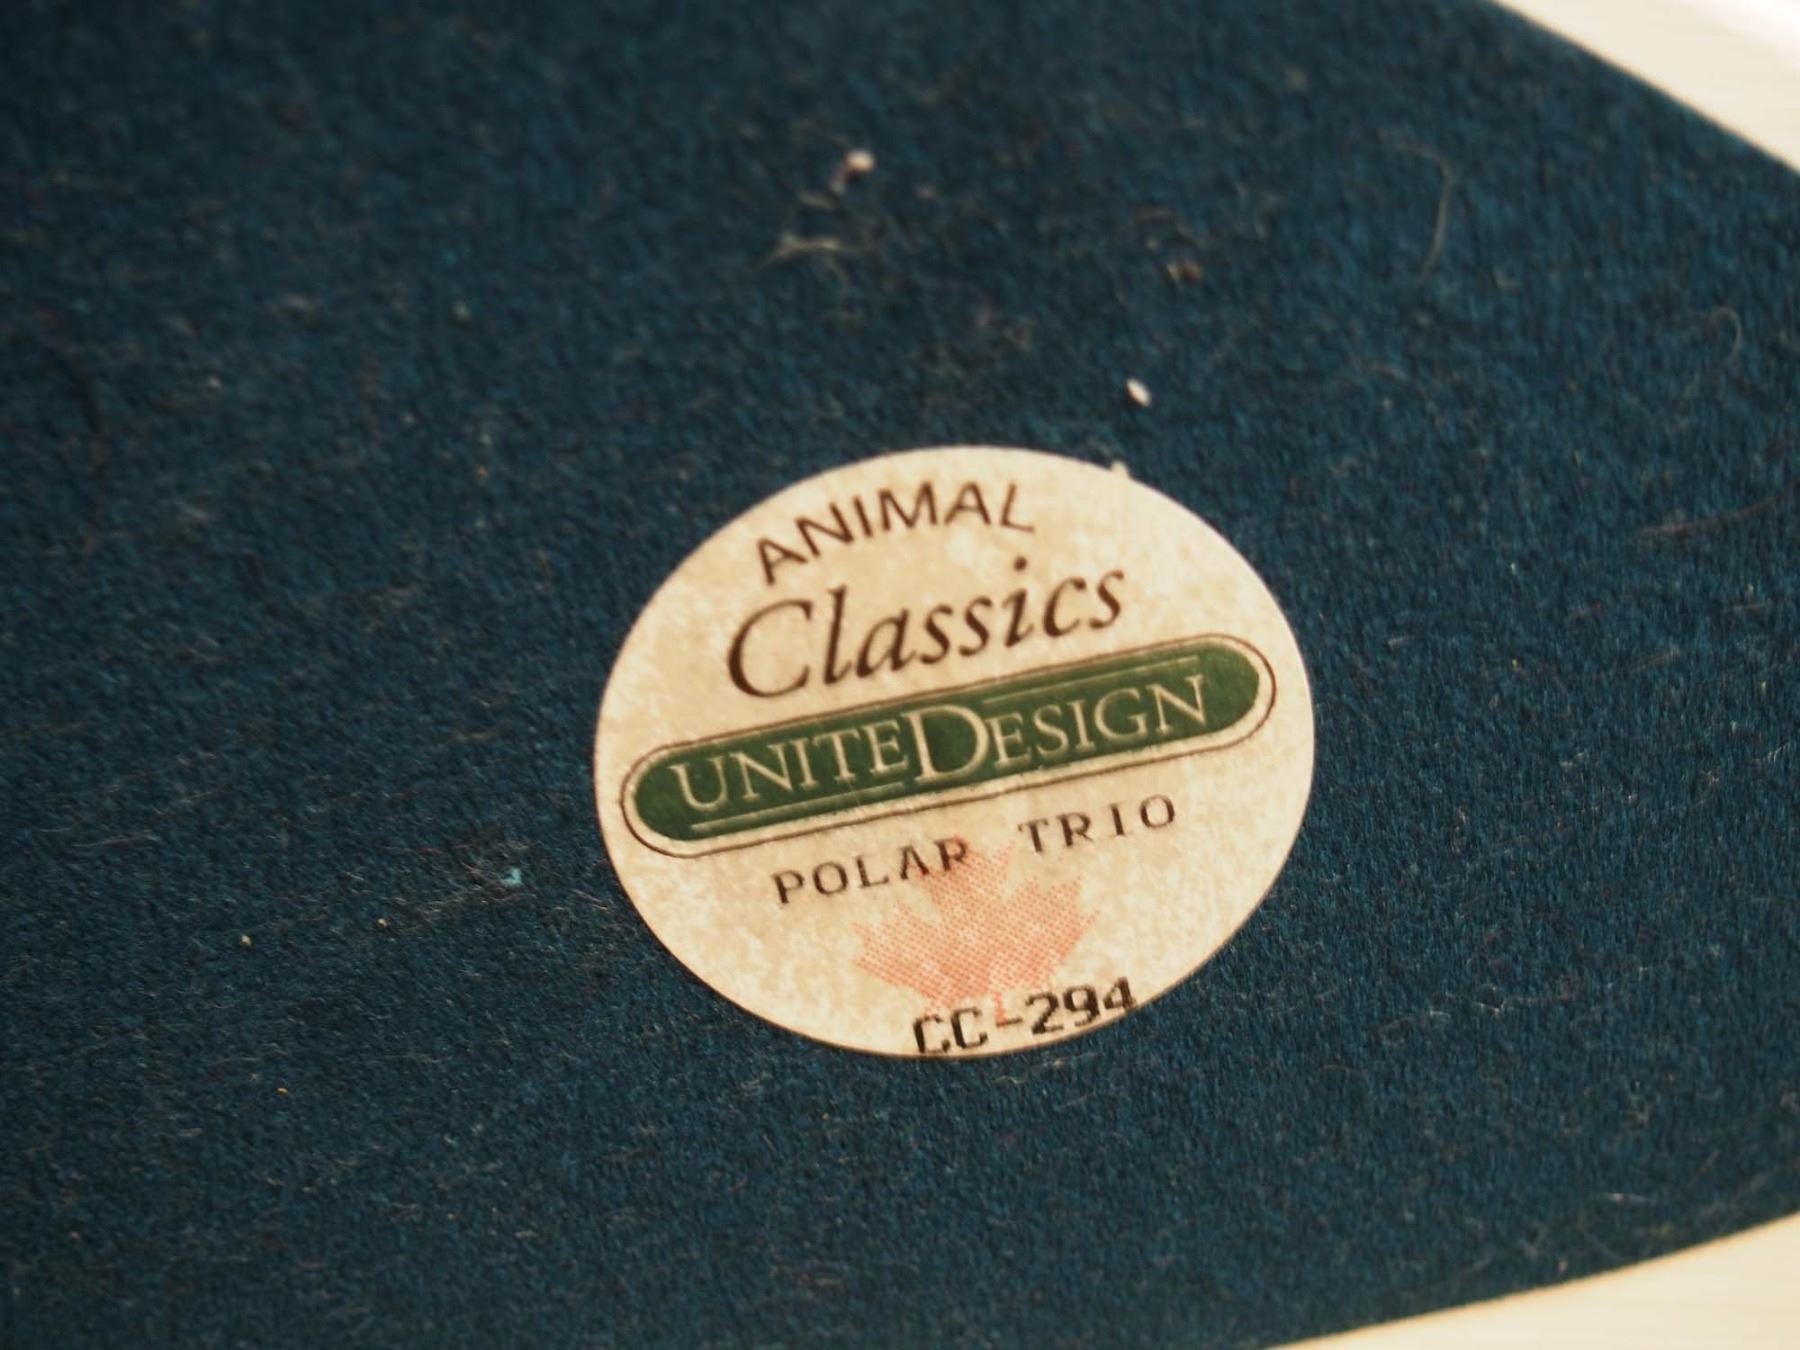 ANIMAL
Classics
UNITEDESIGN
POLAR TRIO
CC-294